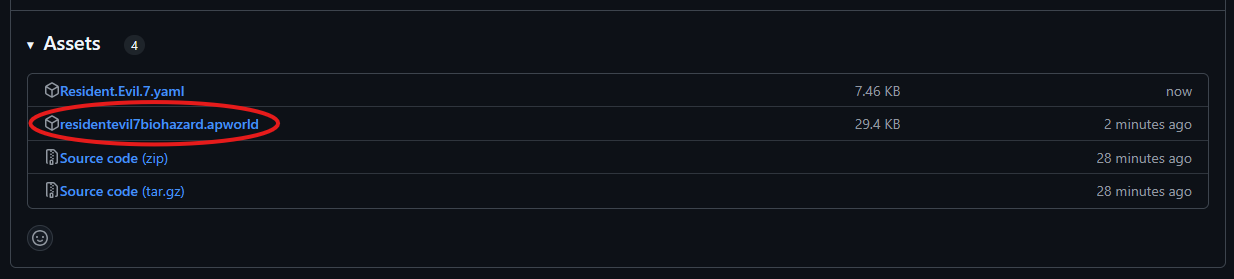 Assets 4
Resident.Evil.7.yaml 7.46 KB now
residentevil7biohazard.apworld 29.4 KB 2 minutes ago
Source code (zip) 28 minutes ago
Source code (tar.gz) 28 minutes ago